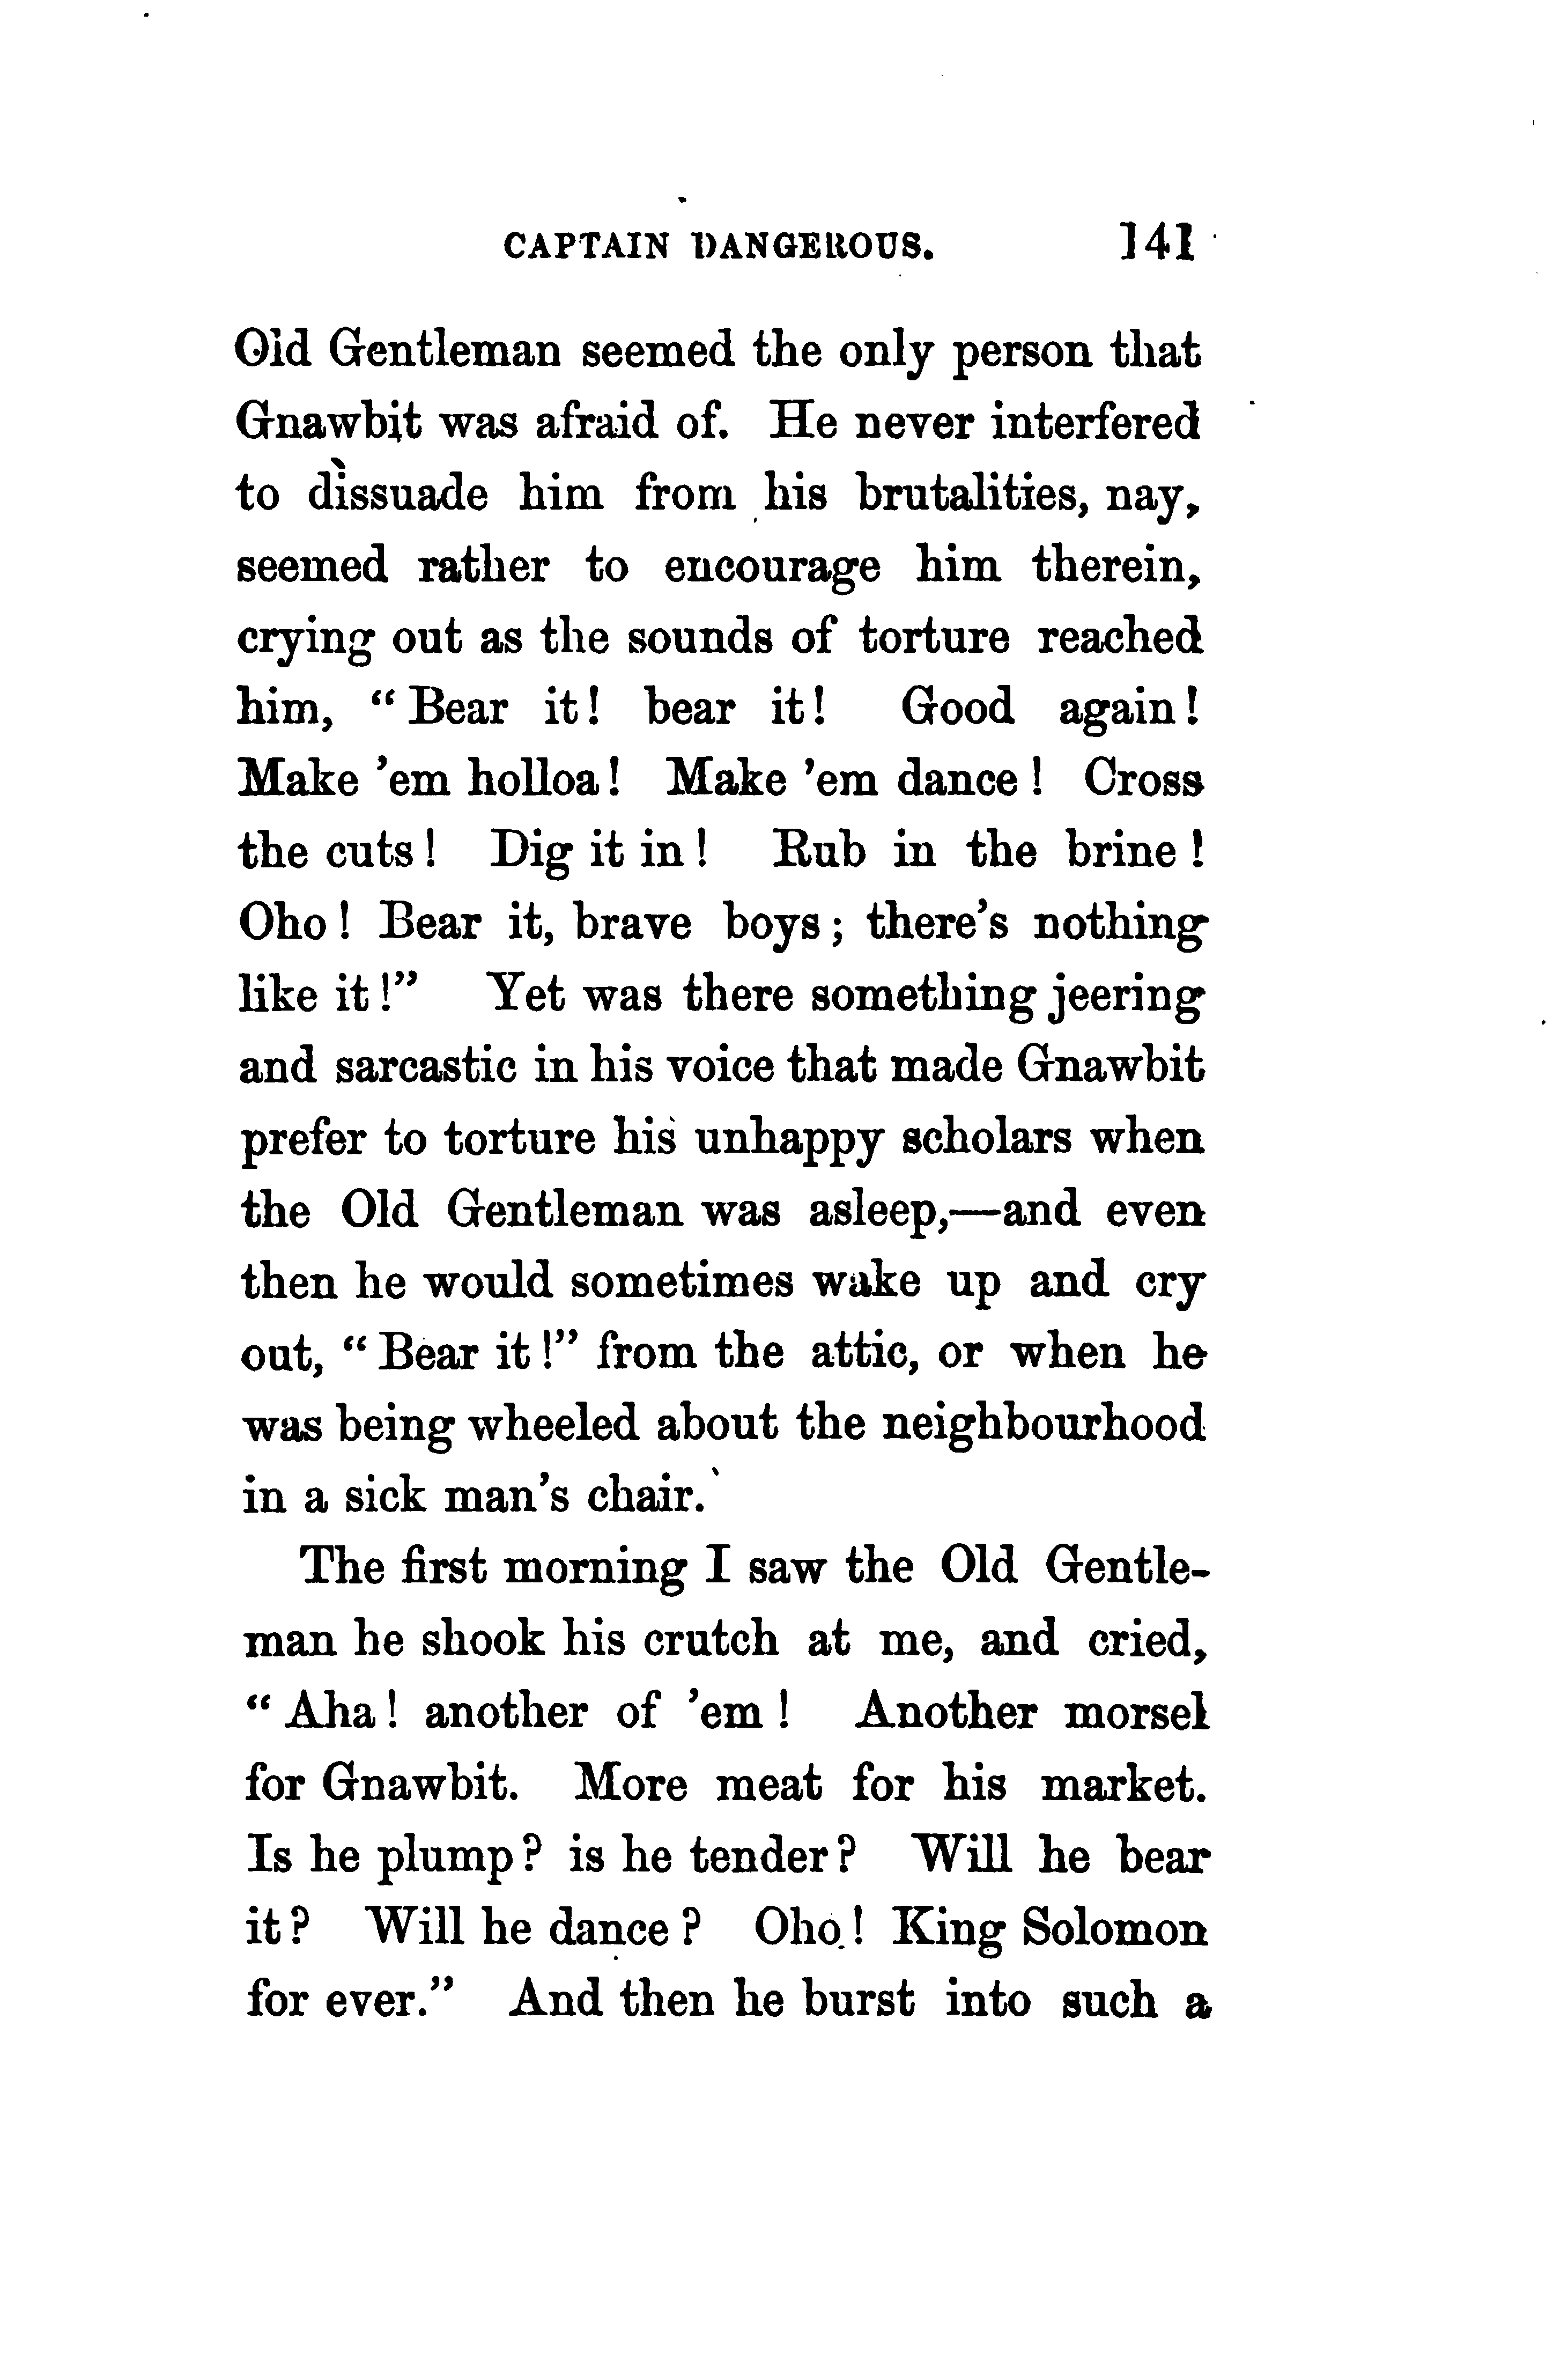 CAPTAIN DANGEROUS. 141
Old Gentleman seemed the only person that
Gnawbit was afraid of. He never interfered
to dissuade him from his brutalities, nay,
seemed rather to encourage him therein,
crying out as the sounds of torture reached
him, “Bear it! bear it! Good again!
Make ’em holloa! Make ’em dance! Cross
the cuts! Dig it in! Rub in the brine!
Oho! Bear it, brave boys; there’s nothing
like it!” Yet was there something jeering
and sarcastic in his voice that made Gnawbit
prefer to torture his unhappy scholars when
the Old Gentleman was asleep,—and even
then he would sometimes wake up and cry
out, “Bear it!” from the attic, or when he
was being wheeled about the neighbourhood
in a sick man’s chair.
The first morning I saw the Old Gentle-
man he shook his crutch at me, and cried,
“Aha! another of ’em! Another morsel
for Gnawbit. More meat for his market.
Is he plump? is he tender? Will he bear
it? Will he dance? Oho! King Solomon
for ever.” And then he burst into such a